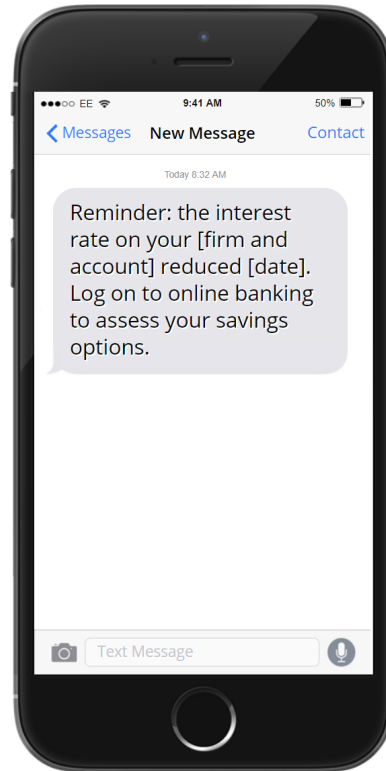 ●●●○○ EE 9:41 AM 50%
Messages New Message Contact
Today 8:32 AM
Reminder: the interest
rate on your [firm and
account] reduced [date].
Log on to online banking
to assess your savings
options.
Text Message